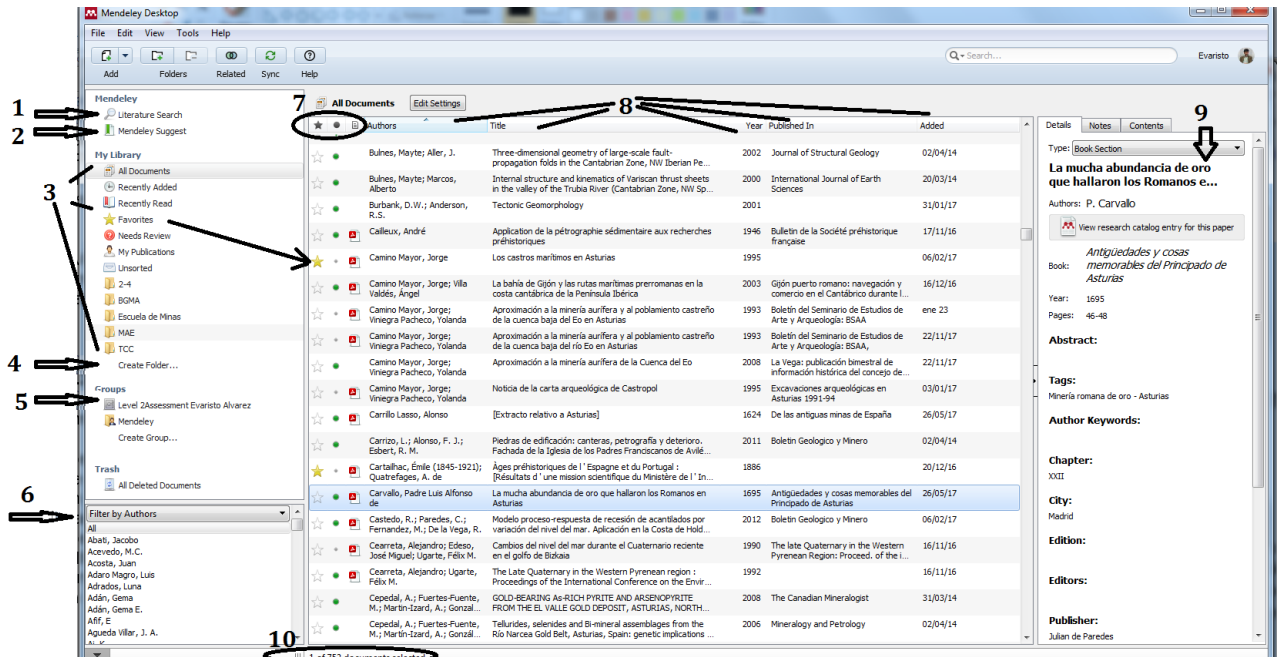 Mendeley Desktop
File Edit View Tools Help
Search...
Evaristo
Add Folders Related Sync Help
1
2
3
4
5
6
7
8
9
10
Mendeley
Literature Search
Mendeley Suggest
My Library
All Documents
Recently Added
Recently Read
Favorites
Needs Review
My Publications
Unsorted
2-4
BGMA
Escuela de Minas
MAE
TCC
Create Folder...
Groups
Level 2Assessment Evaristo Alvarez
Mendeley
Create Group...
Trash
All Deleted Documents
Filter by Authors
All
Abati, Jacobo
Acevedo, M.C.
Acosta, Juan
Adaro Magro, Luis
Adrados, Luna
Adán, Gema
Adán, Gema E.
Afif, E
Agueda Villar, J. A.
All Documents Edit Settings
Authors Title Year Published In Added
Bulnes, Mayte; Aller, J. Three-dimensional geometry of large-scale fault- 2002 Journal of Structural Geology 02/04/14
propagation folds in the Cantabrian Zone, NW Iberian Pe...
Bulnes, Mayte; Marcos, Internal structure and kinematics of Variscan thrust sheets 2000 International Journal of Earth 20/03/14
Alberto in the valley of the Trubia River (Cantabrian Zone, NW Sp... Sciences
Burbank, D.W.; Anderson, Tectonic Geomorphology 2001 31/01/17
R.S.
Cailleux, André Application de la pétrographie sédimentaire aux recherches 1946 Bulletin de la Société préhistorique 17/11/16
préhistoriques française
Camino Mayor, Jorge Los castros marítimos en Asturias 1995 06/02/17
Camino Mayor, Jorge; Villa La bahía de Gijón y las rutas marítimas prerromanas en la 2003 Gijón puerto romano: navegación y 16/12/16
Valdés, Ángel costa cantábrica de la Península Ibérica comercio en el Cantábrico durante l...
Camino Mayor, Jorge; Aproximación a la minería aurífera y al poblamiento castreño 1993 Boletín del Seminario de Estudios de ene 23
Viniegra Pacheco, Yolanda de la cuenca baja del Eo en Asturias Arte y Arqueología: BSAA
Camino Mayor, Jorge; Aproximación a la minería aurífera y al poblamiento castreño 1993 Boletín del Seminario de Estudios de 22/11/17
Viniegra Pacheco, Yolanda de la cuenca baja del río Eo en Asturias Arte y Arqueología: BSAA,
Camino Mayor, Jorge; Aproximación a la minería aurífera de la Cuenca del Eo 2008 La Vega: publicación bimestral de 22/11/17
Viniegra Pacheco, Yolanda información histórica del concejo de...
Camino Mayor, Jorge; Noticia de la carta arqueológica de Castropol 1995 Excavaciones arqueológicas en 03/01/17
Viniegra Pacheco, Yolanda Asturias 1991-94
Carrillo Lasso, Alonso [Extracto relativo a Asturias] 1624 De las antiguas minas de España 26/05/17
Carrizo, L.; Alonso, F. J.; Piedras de edificación: canteras, petrografía y deterioro. 2011 Boletin Geologico y Minero 02/04/14
Esbert, R. M. Fachada de la Iglesia de los Padres Franciscanos de Avilé...
Cartailhac, Émile (1845-1921); Âges préhistoriques de l ' Espagne et du Portugal : 1886 20/12/16
Quatrefages, A. de [Résultats d ' une mission scientifique du Ministère de l ' In...
Carvallo, Padre Luis Alfonso La mucha abundancia de oro que hallaron los Romanos en 1695 Antigüedades y cosas memorables del 26/05/17
de Asturias Principado de Asturias
Castedo, R.; Paredes, C.; Modelo proceso-respuesta de recesión de acantilados por 2012 Boletin Geologico y Minero 06/02/17
Fernandez, M.; De la Vega, R. variación del nivel del mar. Aplicación en la Costa de Hold...
Cearreta, Alejandro; Edeso, Cambios del nivel del mar durante el Cuaternario reciente 1990 The late Quaternary in the Western 16/11/16
José Miguel; Ugarte, Félix M. en el golfo de Bizkaia Pyrenean Region: Proceed. of the i...
Cearreta, Alejandro; Ugarte, The Late Quaternary in the Western Pyrenean region : 1992 16/11/16
Félix M. Proceedings of the International Conference on the Envir...
Cepedal, A.; Fuertes-Fuente, GOLD-BEARING As-RICH PYRITE AND ARSENOPYRITE 2008 The Canadian Mineralogist 31/03/14
M.; Martin-Izard, A.; Gonzal... FROM THE EL VALLE GOLD DEPOSIT, ASTURIAS, NORTH...
Cepedal, A.; Fuertes-Fuente, Tellurides, selenides and Bi-mineral assemblages from the 2006 Mineralogy and Petrology 02/04/14
M.; Martín-Izard, A.; Gonzál... Río Narcea Gold Belt, Asturias, Spain: genetic implications ...
1 of 752 documents selected
Details Notes Contents
Type: Book Section
La mucha abundancia de oro
que hallaron los Romanos e...
Authors: P. Carvallo
View research catalog entry for this paper
Antigüedades y cosas
Book: memorables del Principado de
Asturias
Year: 1695
Pages: 46-48
Abstract:
Tags:
Minería romana de oro - Asturias
Author Keywords:
Chapter:
XXII
City:
Madrid
Edition:
Editors:
Publisher:
Julian de Paredes